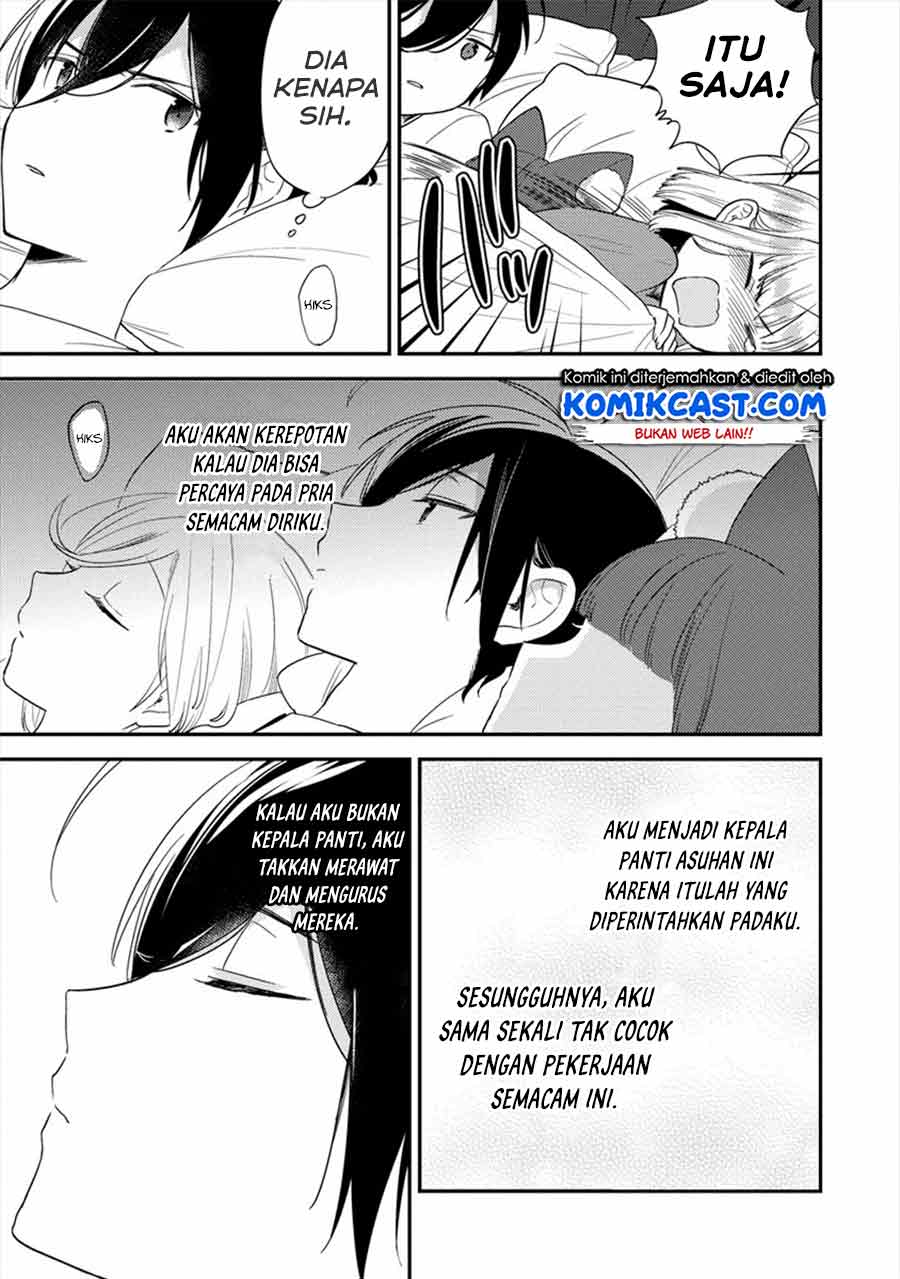 ITU
SAJA!
DIA
KENAPA
SIH.
HIKS
Komik ini diterjemahkan & diedit oleh
KOMIKCAST.COM
BUKAN WEB LAIN!!
AKU AKAN KEREPOTAN
KALAU DIA BISA
PERCAYA PADA PRIA
SEMACAM DIRIKU.
HIKS
AKU MENJADI KEPALA
PANTI ASUHAN INI
KARENA ITULAH YANG
DIPERINTAHKAN PADAKU.
SESUNGGUHNYA, AKU
SAMA SEKALI TAK COCOK
DENGAN PEKERJAAN
SEMACAM INI.
KALAU AKU BUKAN
KEPALA PANTI, AKU
TAKKAN MERAWAT
DAN MENGURUS
MEREKA.